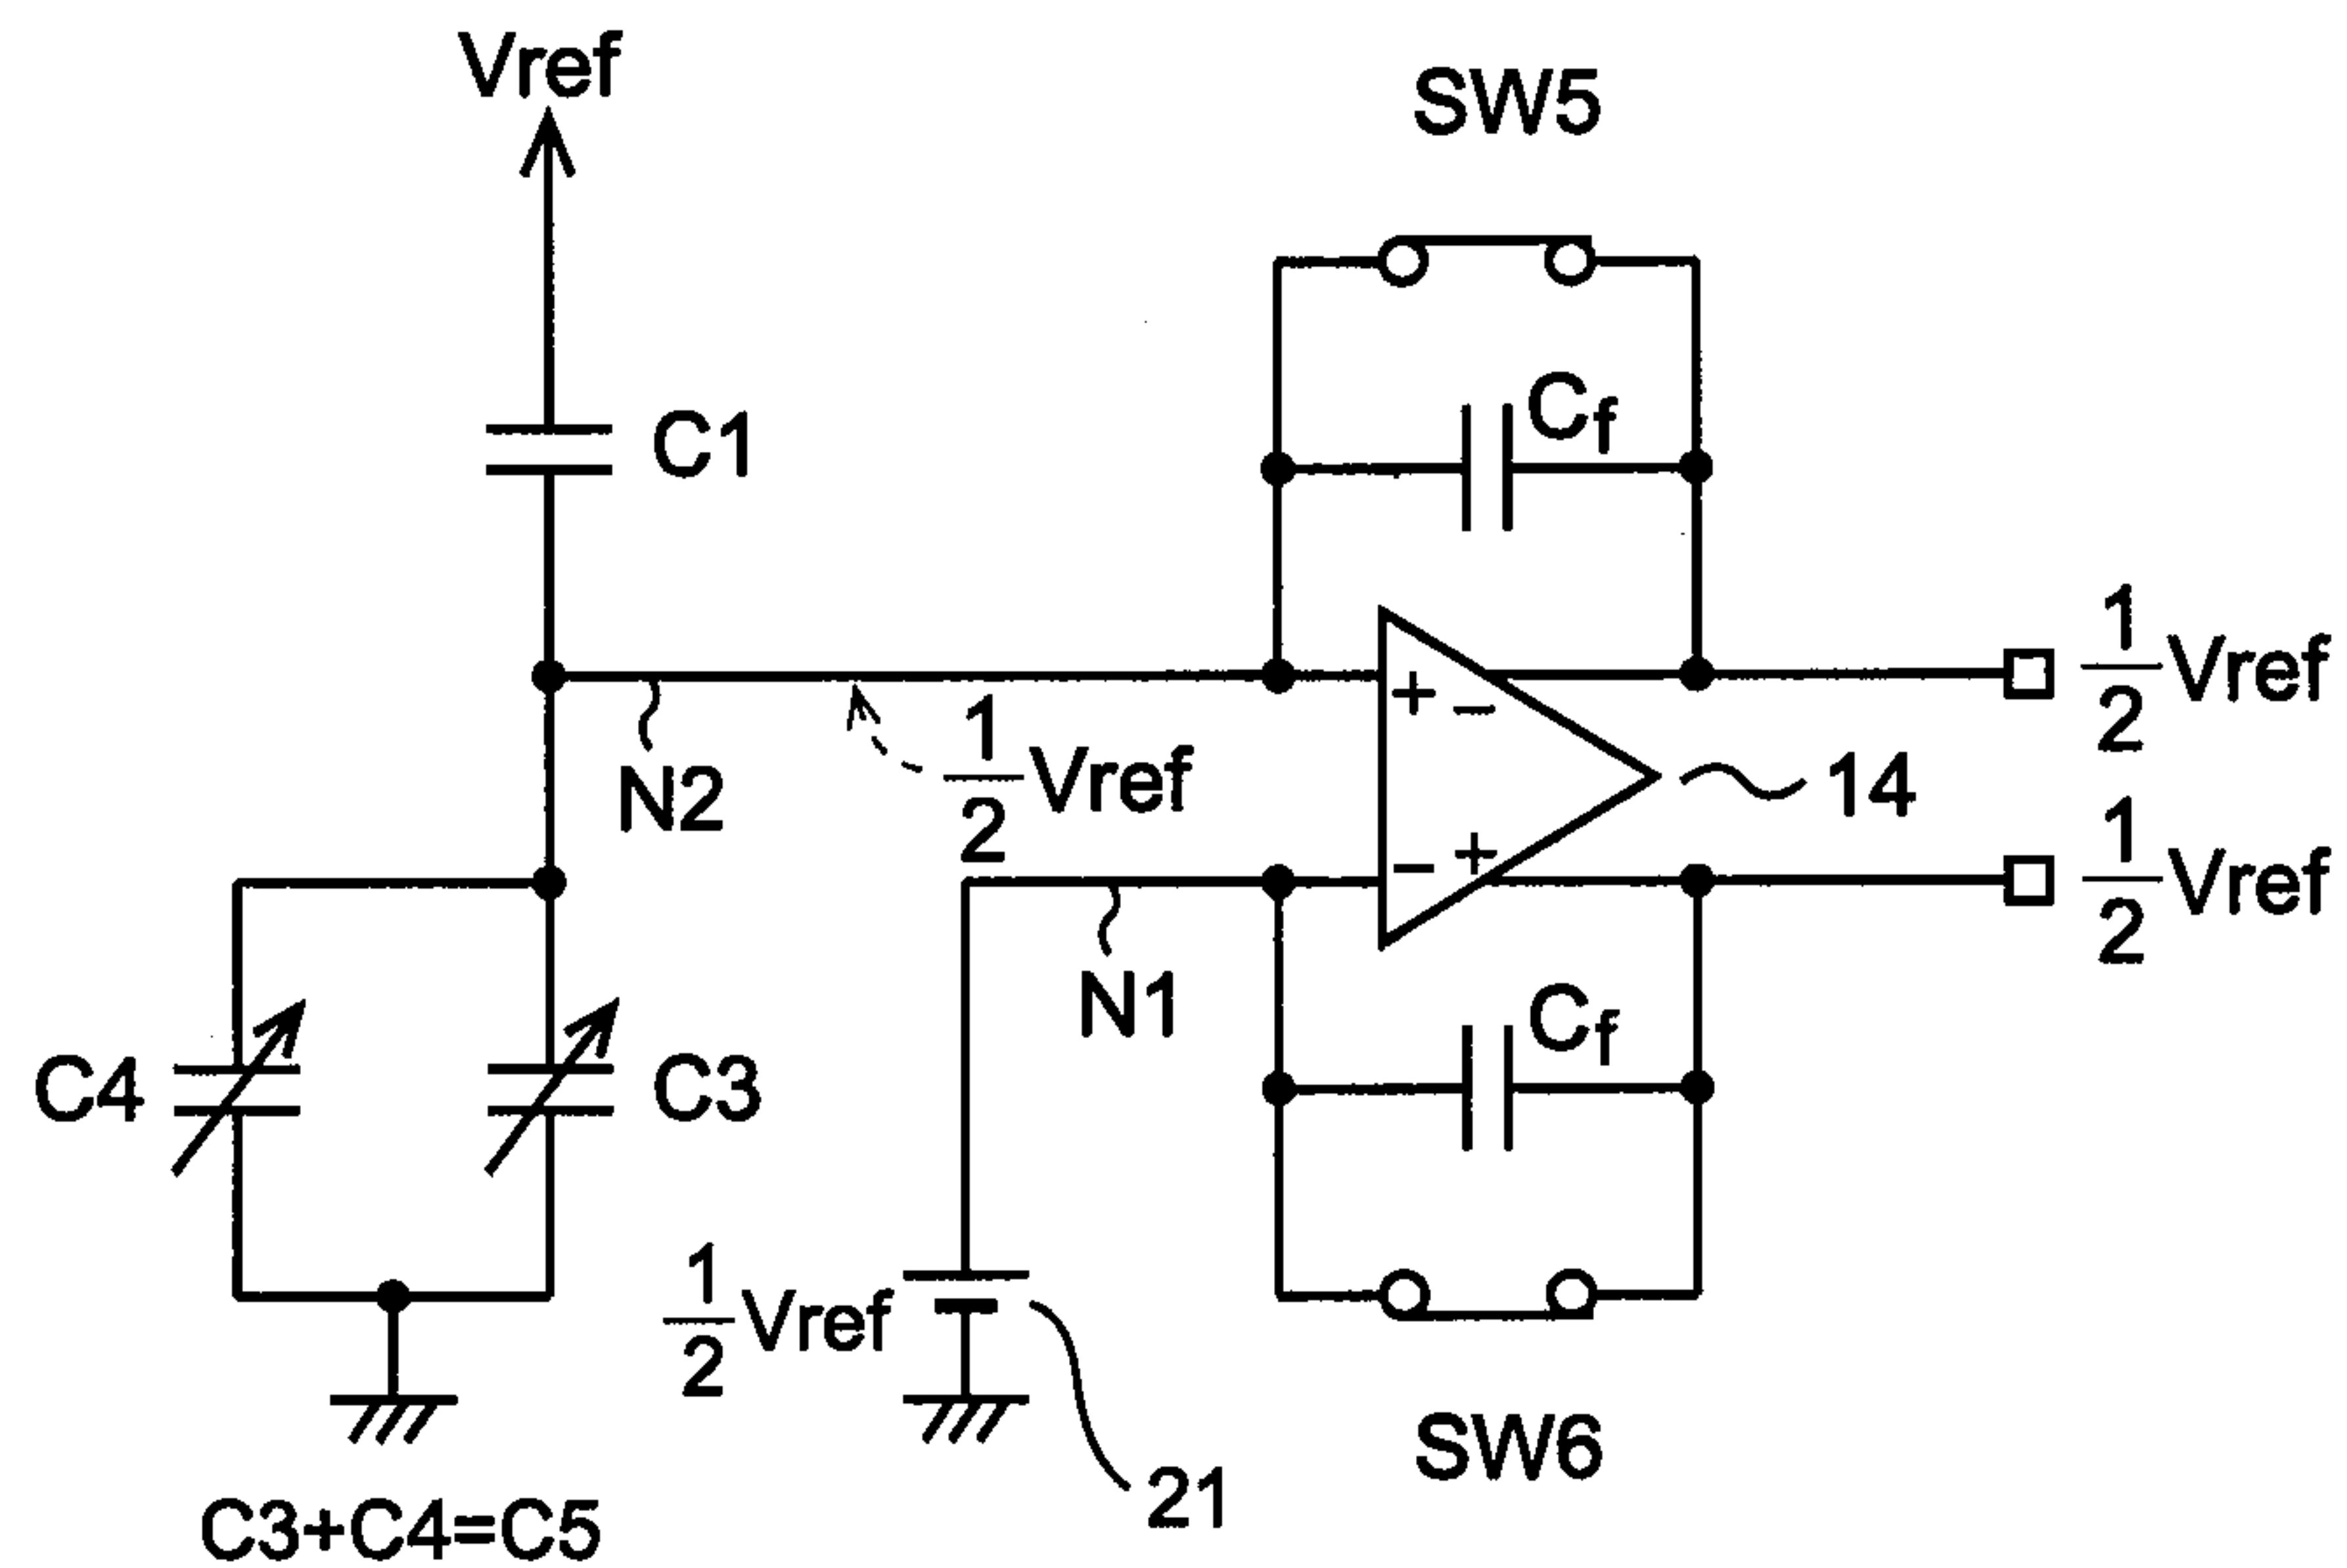 Vref
SW5
C1
Cf
1/2 Vref
N2
1/2 Vref
+ −
14
− +
1/2 Vref
N1
C4
C3
Cf
1/2 Vref
SW6
21
C3+C4=C5